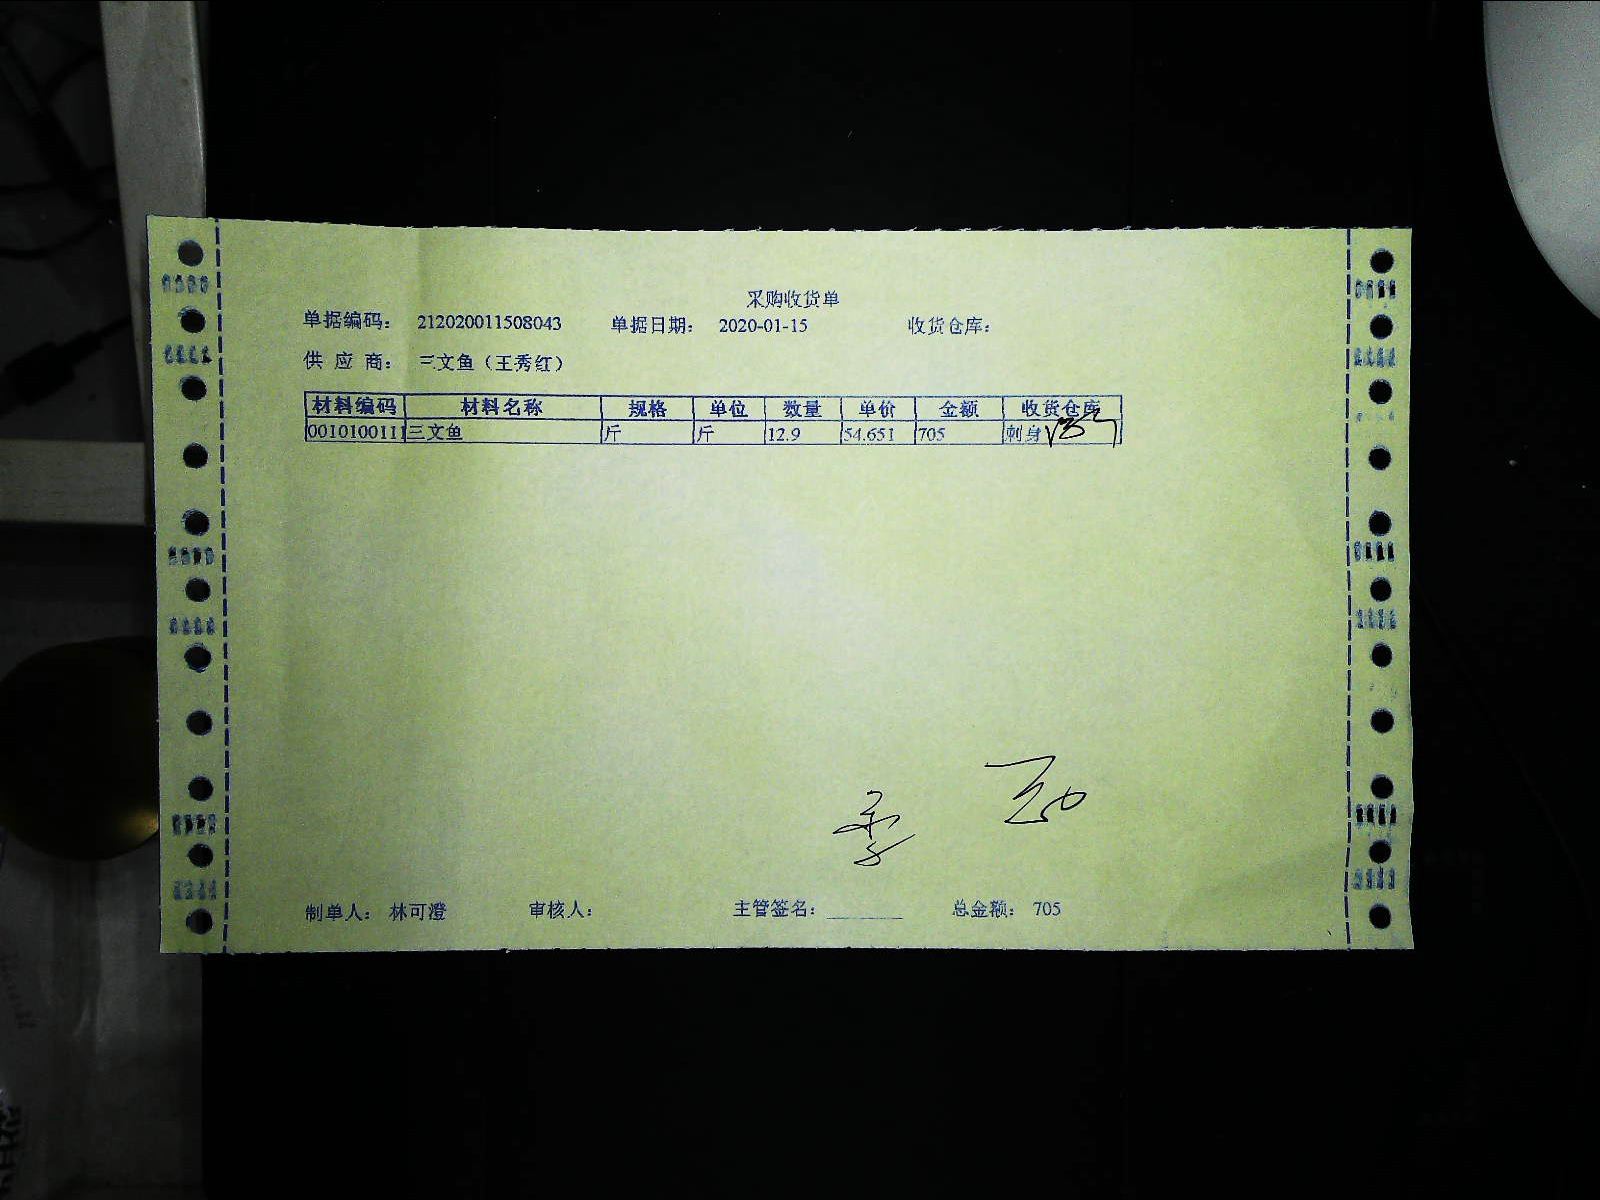 采购收货单
单据编码: 212020011508043 单据日期: 2020-01-15 收货仓库:
供应商: 三文鱼（王秀红）
材料编码 材料名称 规格 单位 数量 单价 金额 收货仓库
0010100111 三文鱼 斤 斤 12.9 54.651 705 刺身
制单人: 林可澄 审核人: 主管签名: 总金额: 705